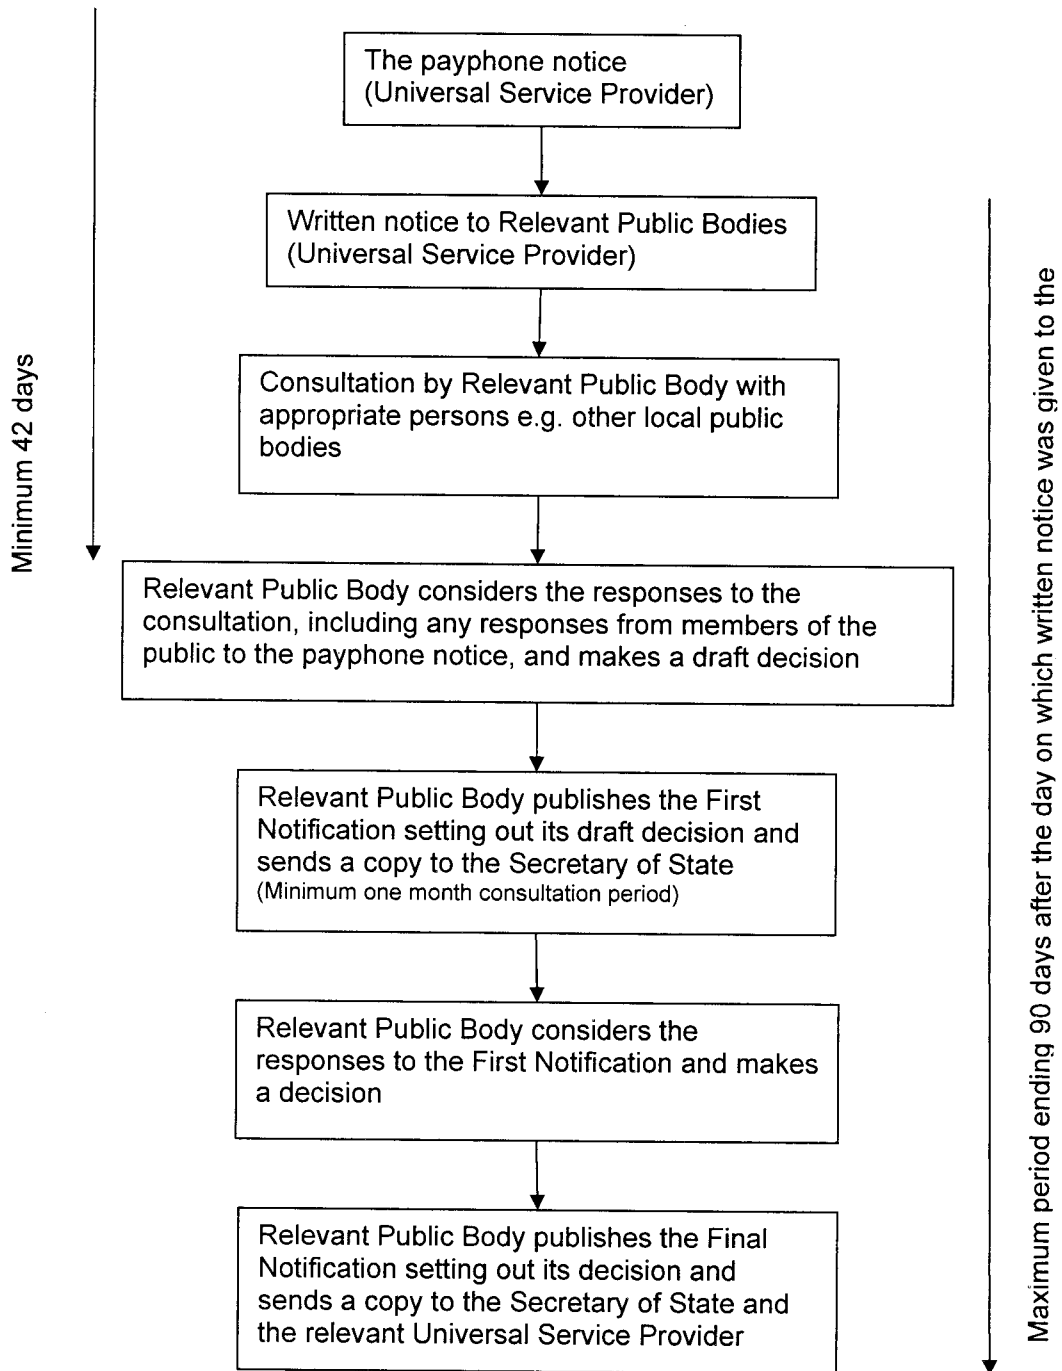 The payphone notice
(Universal Service Provider)
Written notice to Relevant Public Bodies
(Universal Service Provider)
Minimum 42 days
Consultation by Relevant Public Body with
appropriate persons e.g. other local public
bodies
Relevant Public Body considers the responses to the
consultation, including any responses from members of the
public to the payphone notice, and makes a draft decision
Relevant Public Body publishes the First
Notification setting out its draft decision and
sends a copy to the Secretary of State
(Minimum one month consultation period)
Relevant Public Body considers the
responses to the First Notification and makes
a decision
Relevant Public Body publishes the Final
Notification setting out its decision and
sends a copy to the Secretary of State and
the relevant Universal Service Provider
Maximum period ending 90 days after the day on which written notice was given to the